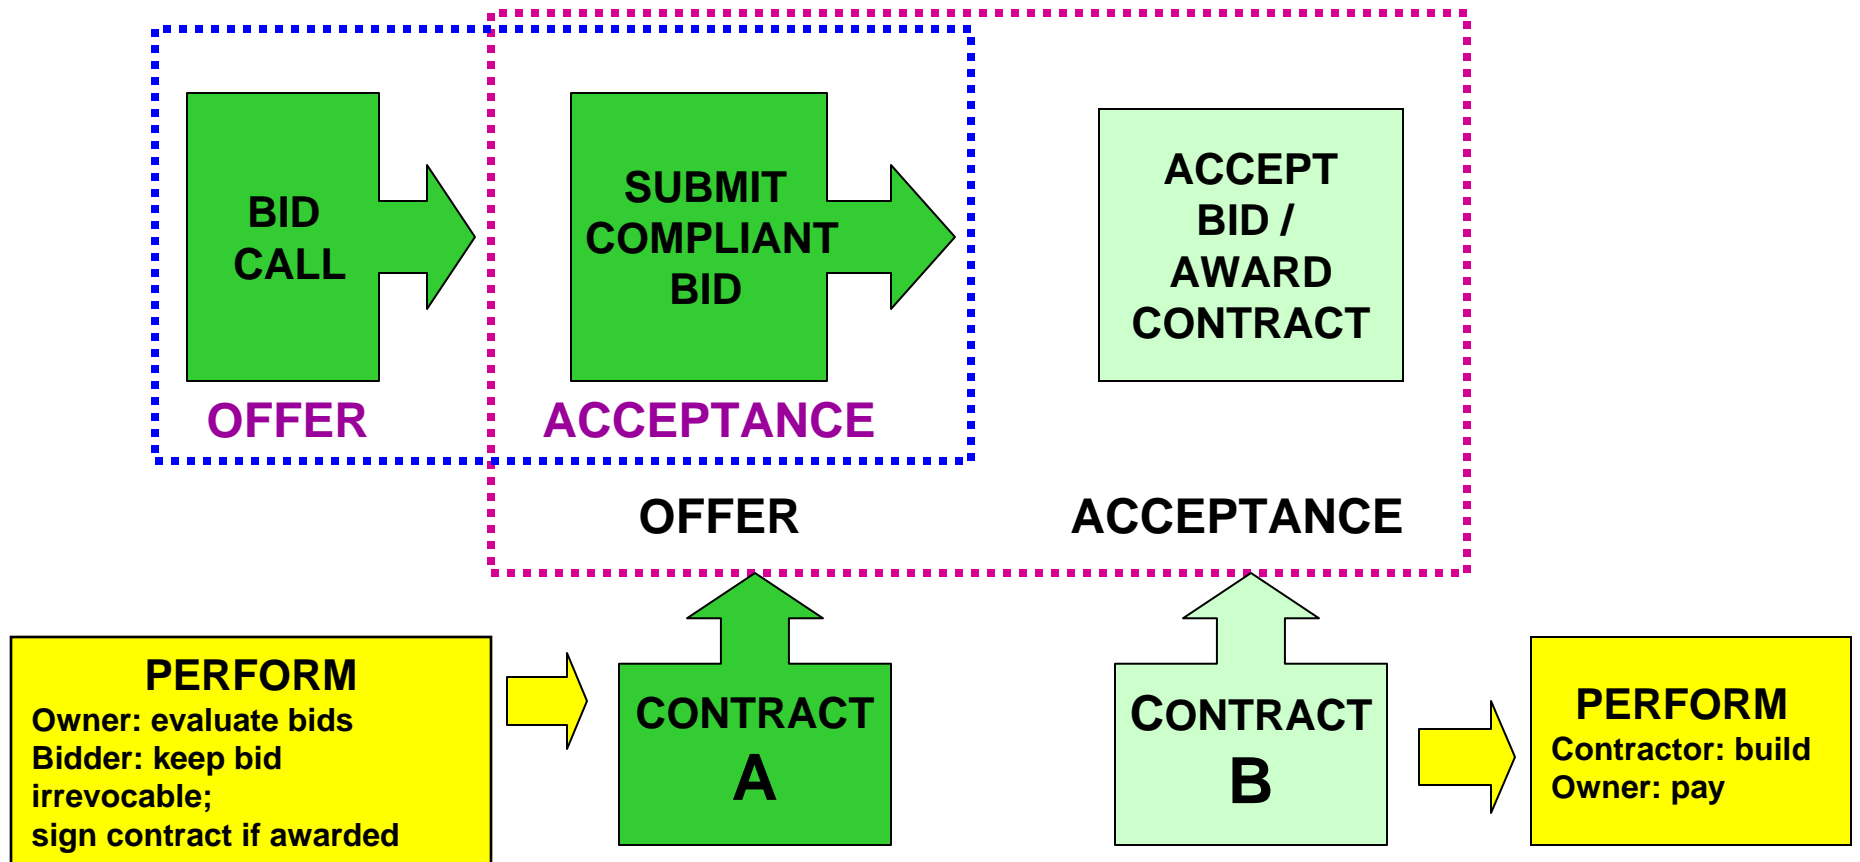 BID
CALL
SUBMIT
COMPLIANT
BID
ACCEPT
BID /
AWARD
CONTRACT
OFFER
ACCEPTANCE
OFFER
ACCEPTANCE
PERFORM
Owner: evaluate bids
Bidder: keep bid
irrevocable;
sign contract if awarded
CONTRACT
A
CONTRACT
B
PERFORM
Contractor: build
Owner: pay